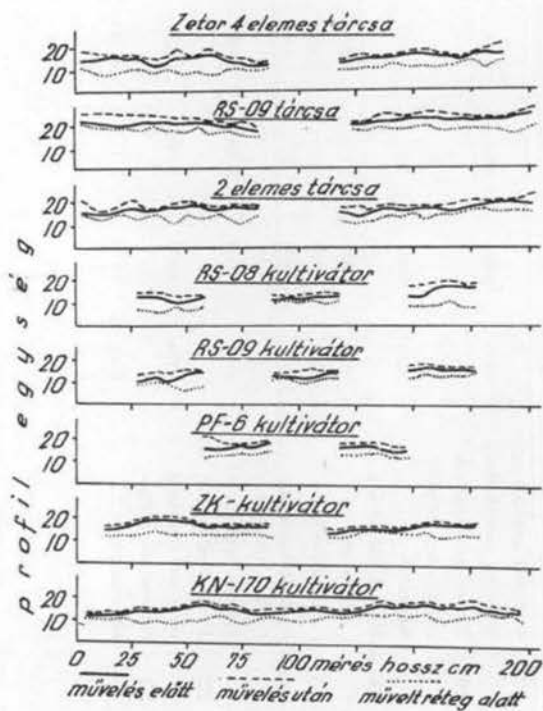 Zetor 4 elemes tárcsa
20
10
RS-09 tárcsa
20
10
2 elemes tárcsa
20
10
RS-08 kultivátor
20
10
RS-09 kultivátor
20
10
PF-6 kultivátor
20
10
ZK-kultivátor
20
10
KN-170 kultivátor
20
10
profil egység
0 25 50 75 100 mérés hossz cm 200
művelés előtt művelés után művelt réteg alatt